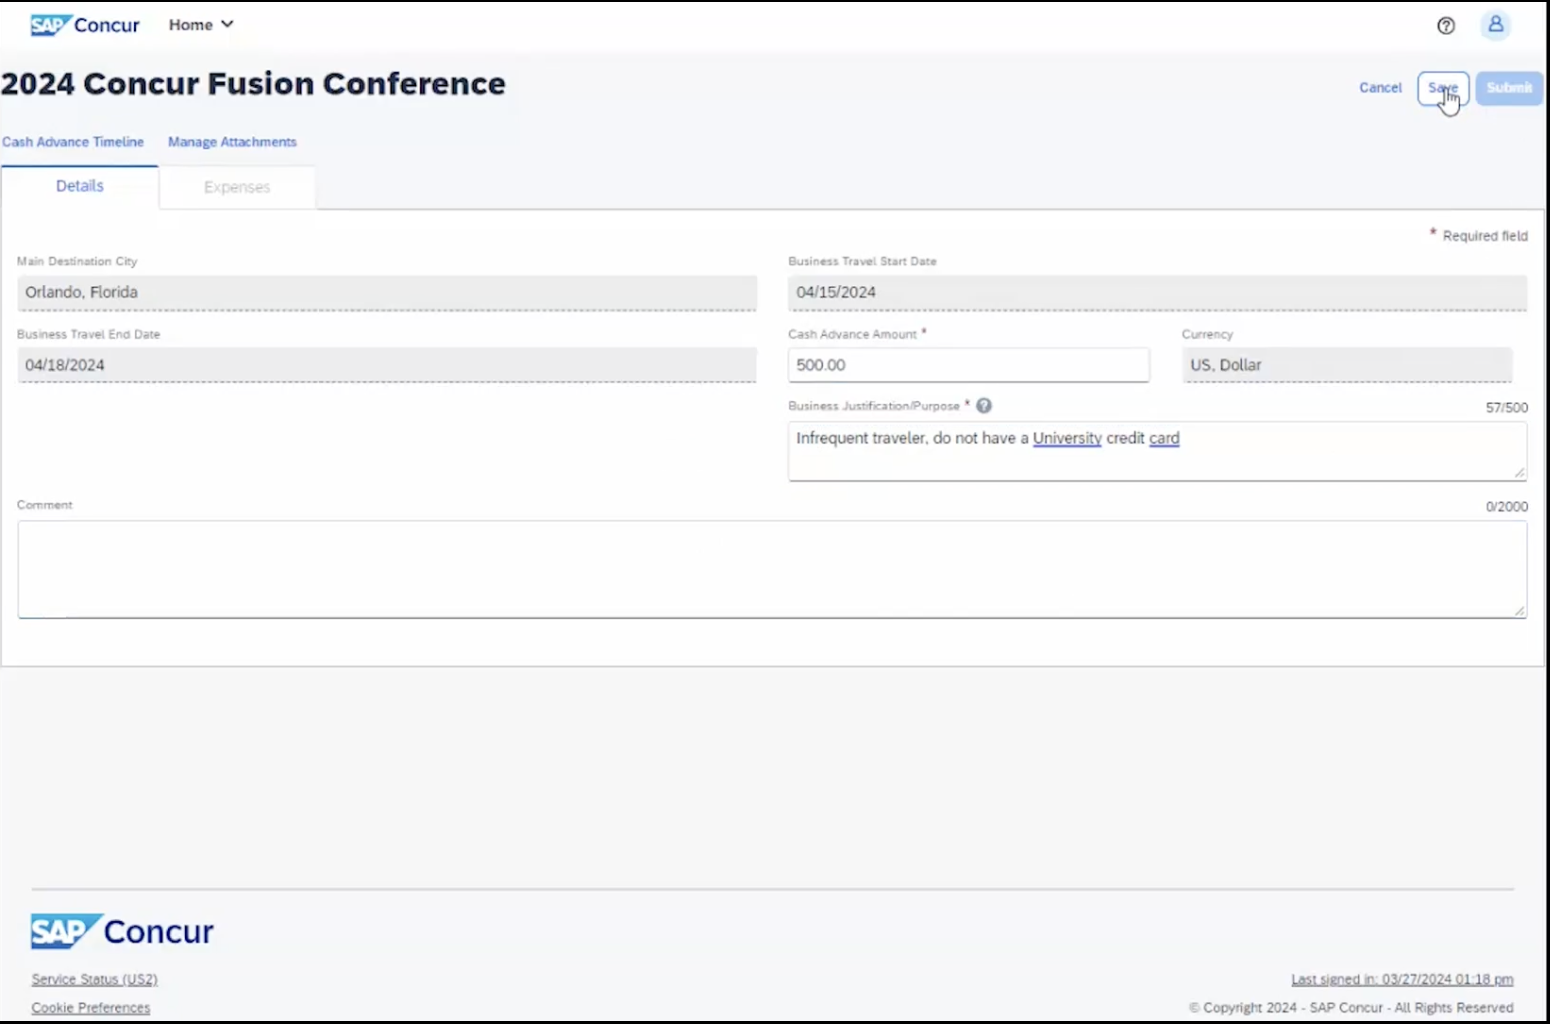 SAP Concur Home
2024 Concur Fusion Conference
Cancel Save Submit
Cash Advance Timeline Manage Attachments
Details Expenses
* Required field
Main Destination City
Orlando, Florida
Business Travel Start Date
04/15/2024
Business Travel End Date
04/18/2024
Cash Advance Amount *
500.00
Currency
US, Dollar
Business Justification/Purpose * ?
57/500
Infrequent traveler, do not have a University credit card
Comment
0/2000
SAP Concur
Service Status (US2)
Last signed in: 03/27/2024 01:18 pm
Cookie Preferences
© Copyright 2024 - SAP Concur - All Rights Reserved